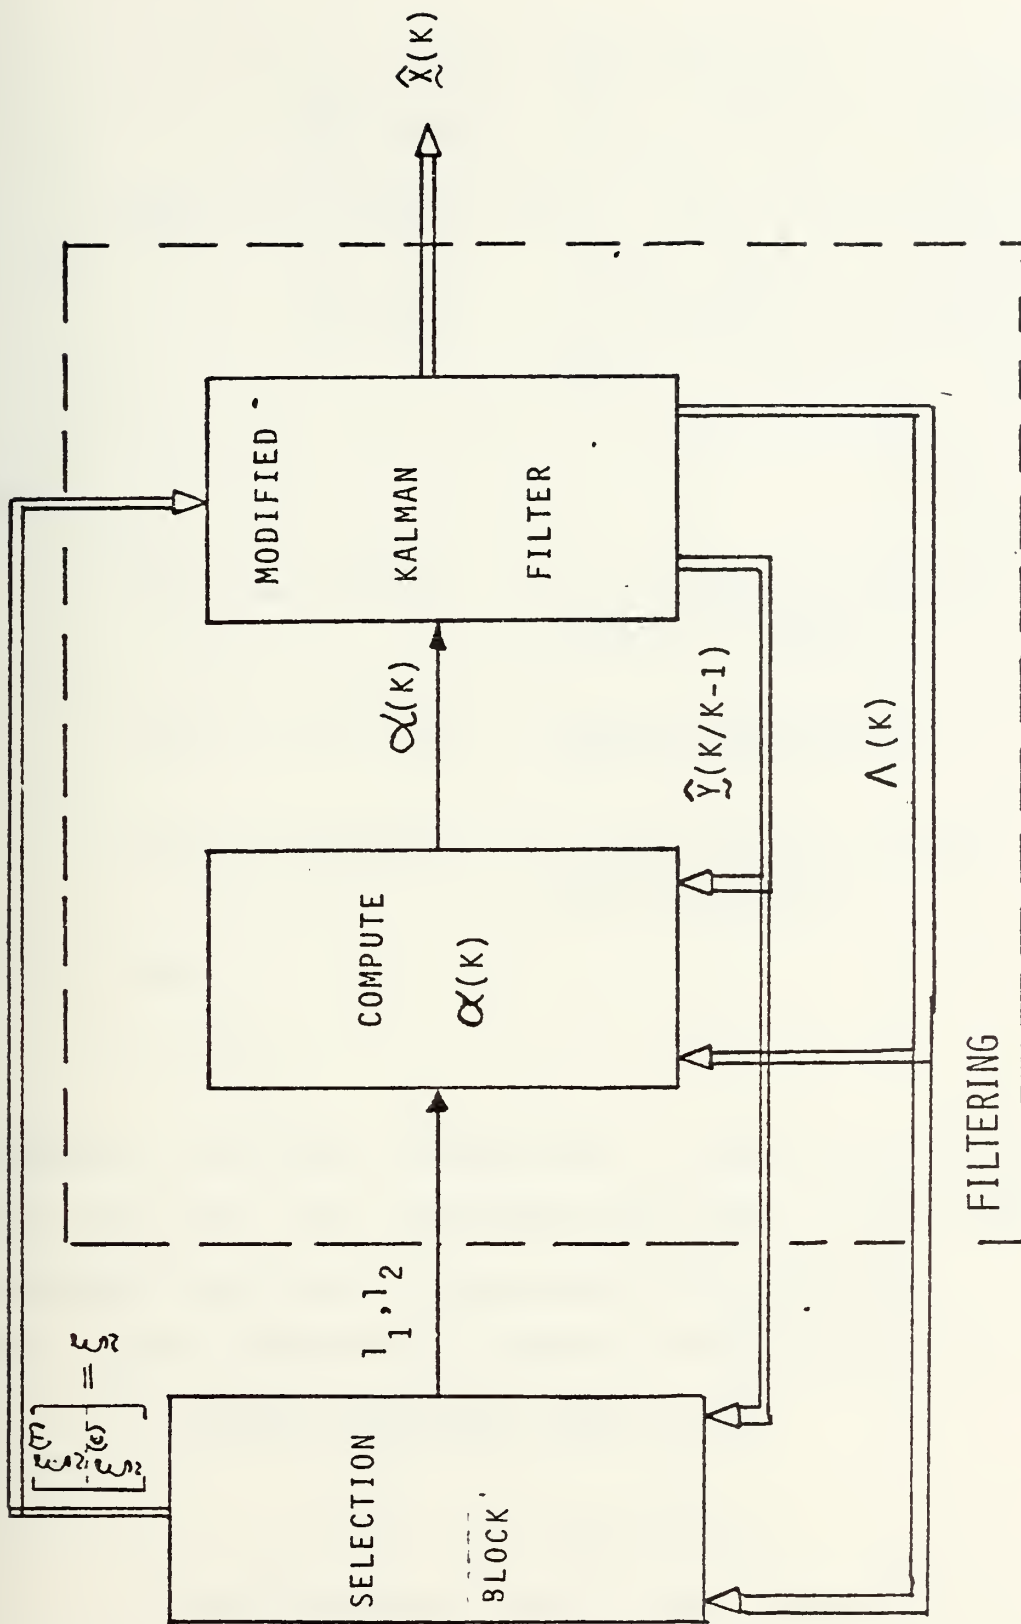 [ξ̰(r) / ξ̰(c)] = ξ̰
SELECTION
BLOCK
l₁, l₂
COMPUTE
α(K)
α(K)
MODIFIED
KALMAN
FILTER
X̰̂(K)
Ŷ̰(K/K-1)
Λ(K)
FILTERING